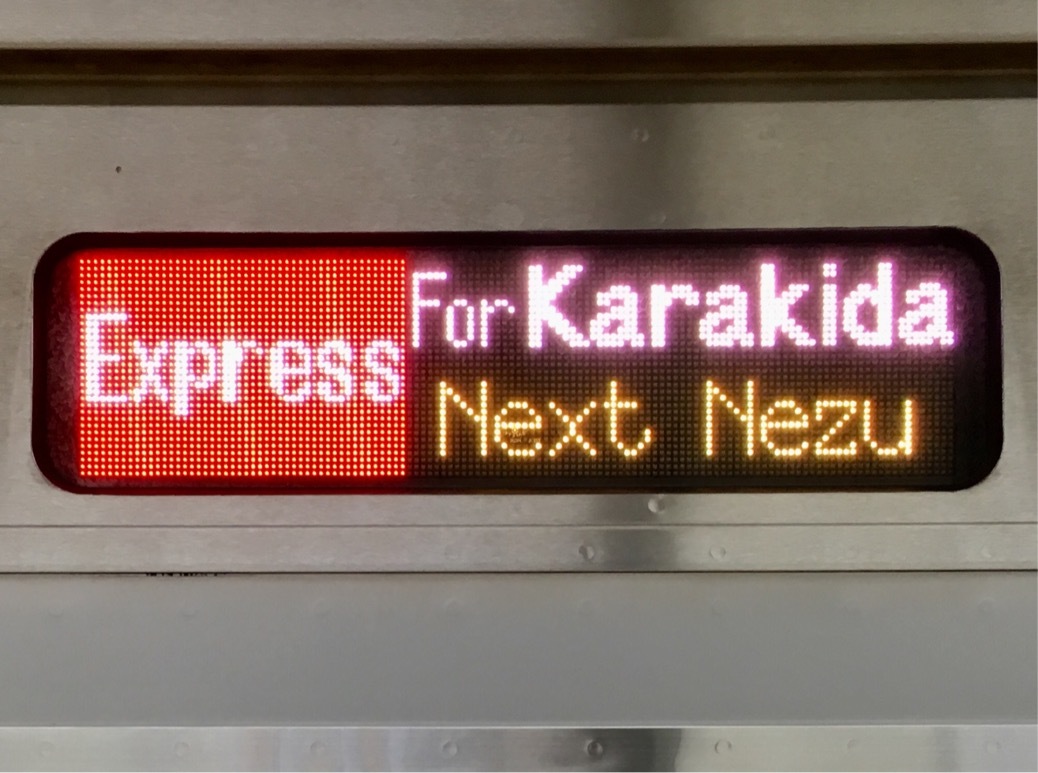 Express
For Karakida
Next Nezu